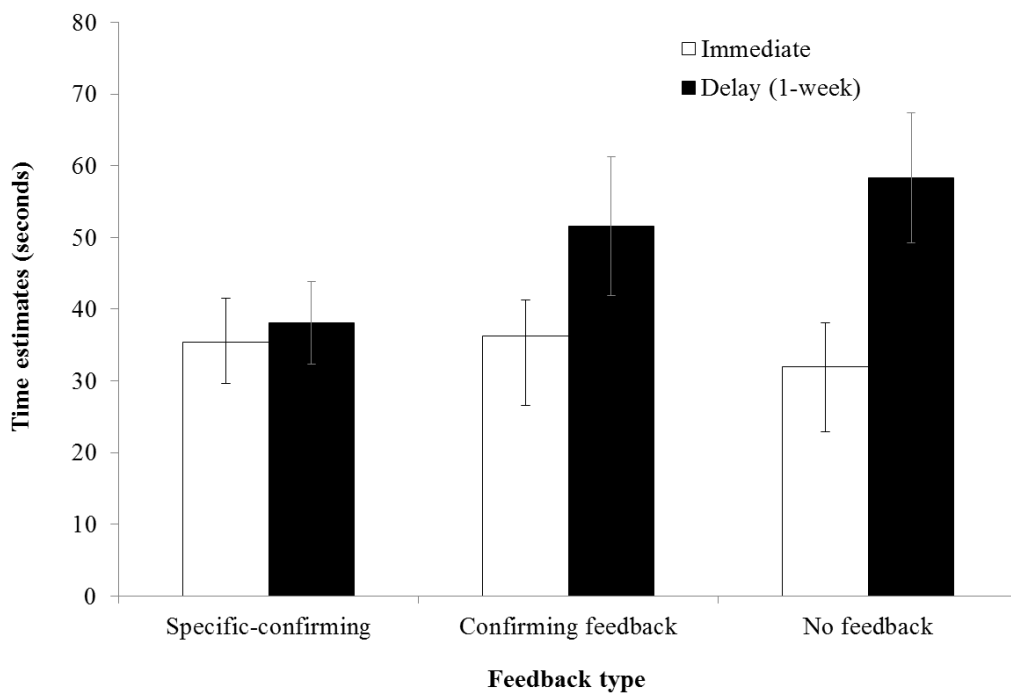 80
70
60
50
40
30
20
10
0
Time estimates (seconds)
Immediate
Delay (1-week)
Specific-confirming
Confirming feedback
No feedback
Feedback type